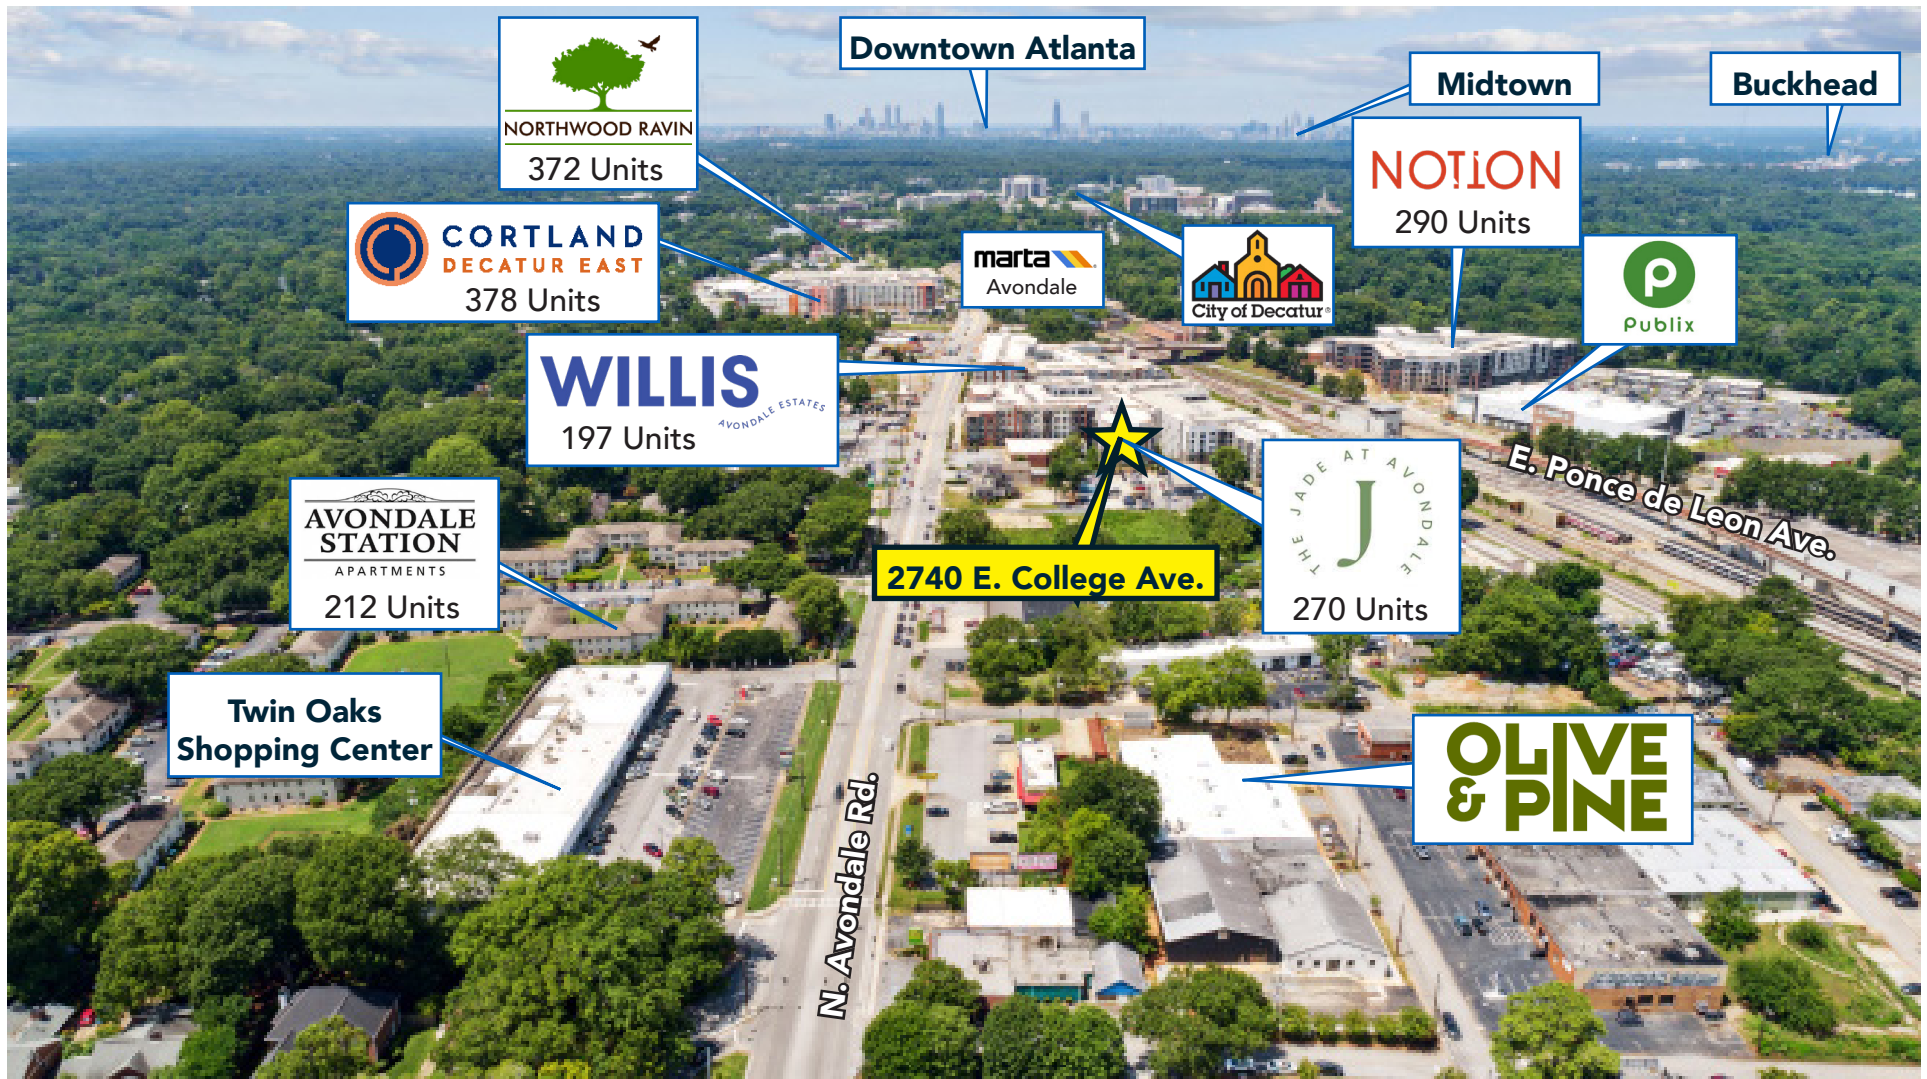 Downtown Atlanta
Midtown
Buckhead
NORTHWOOD RAVIN
372 Units
NOTION
290 Units
CORTLAND
DECATUR EAST
378 Units
marta
Avondale
City of Decatur®
Publix
WILLIS
AVONDALE ESTATES
197 Units
E. Ponce de Leon Ave.
THE JADE AT AVONDALE
J
270 Units
AVONDALE
STATION
APARTMENTS
212 Units
2740 E. College Ave.
Twin Oaks
Shopping Center
OLIVE
& PINE
N. Avondale Rd.